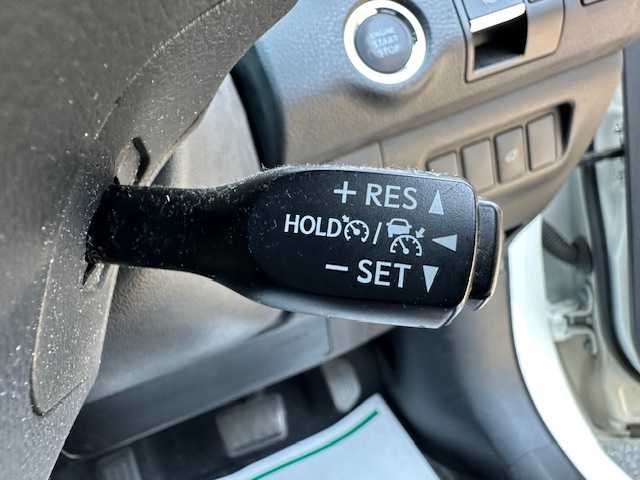 ENGINE
START
STOP
+ RES
HOLD /
− SET